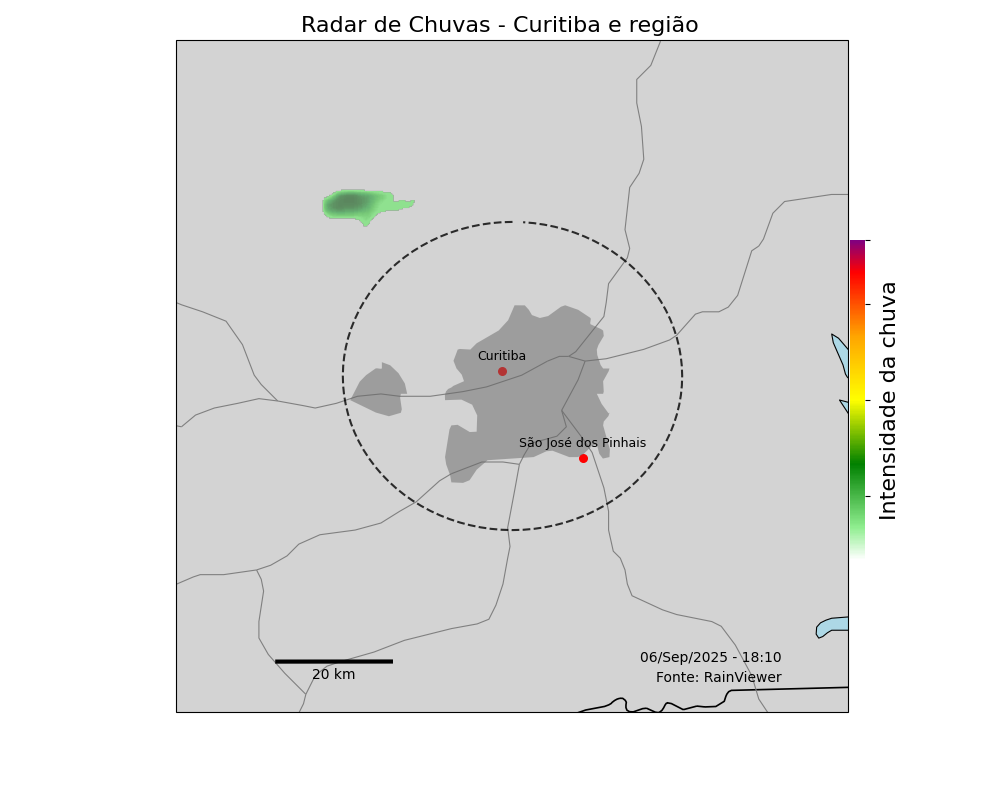 Radar de Chuvas - Curitiba e região
Curitiba
São José dos Pinhais
Intensidade da chuva
20 km
06/Sep/2025 - 18:10
Fonte: RainViewer